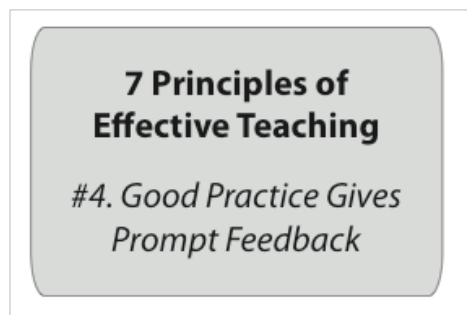 7 Principles of
Effective Teaching
#4. Good Practice Gives
Prompt Feedback